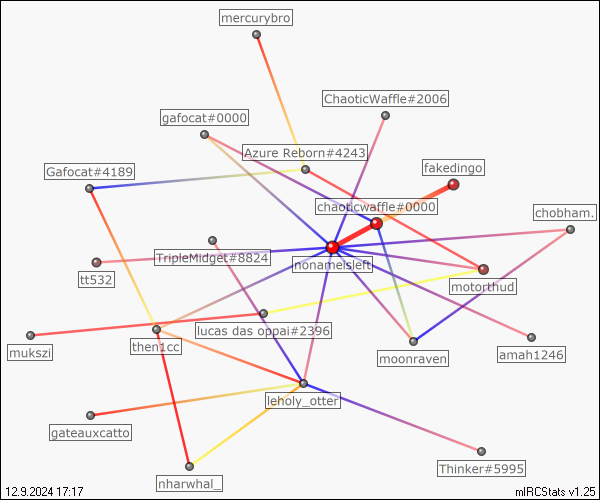 mercurybro
ChaoticWaffle#2006
gafocat#0000
Azure Reborn#4243
Gafocat#4189
fakedingo
chaoticwaffle#0000
chobham.
TripleMidget#8824
nonameisleft
tt532
motorthud
lucas das oppai#2396
mukszi
then1cc
moonraven
amah1246
leholy_otter
gateauxcatto
Thinker#5995
nharwhal_
12.9.2024 17:17
mIRCStats v1.25